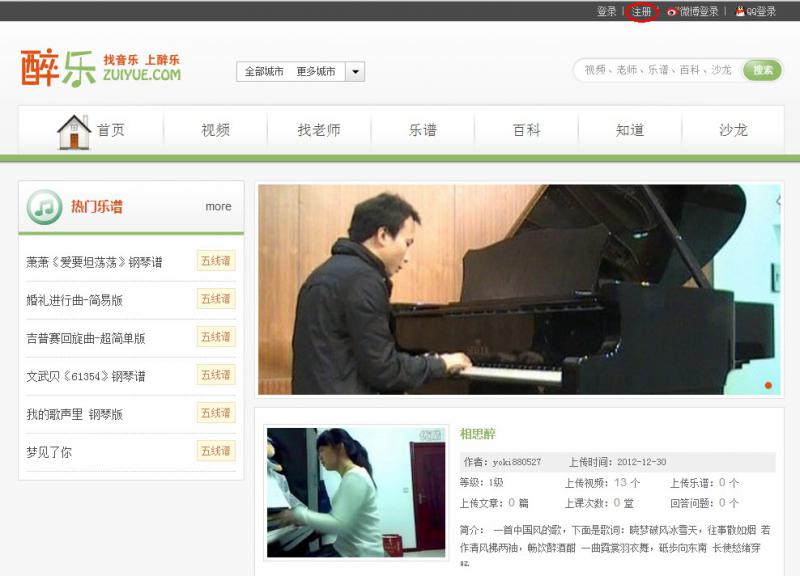 登录 | 注册 | 微博登录 | QQ登录
醉乐 找音乐 上醉乐
ZUIYUE.COM
全部城市 更多城市
视频、老师、乐谱、百科、沙龙 搜索
首页 视频 找老师 乐谱 百科 知道 沙龙
热门乐谱 more
萧萧《爱要坦荡荡》钢琴谱 五线谱
婚礼进行曲-简易版 五线谱
吉普赛回旋曲-超简单版 五线谱
文武贝《61354》钢琴谱 五线谱
我的歌声里 钢琴版 五线谱
梦见了你 五线谱
相思醉
作者：yoki880527 上传时间：2012-12-30
等级：1级 上传视频：13 个 上传乐谱：0 个
上传文章：0 篇 上课次数：0 堂 回答问题：0 个
简介： 一首中国风的歌，下面是歌词：晓梦破风冰雪天，往事散如烟 若
作清风拂两袖，畅饮醉酒酣 一曲霓裳羽衣舞，砥步向东南 长使愁绪穿